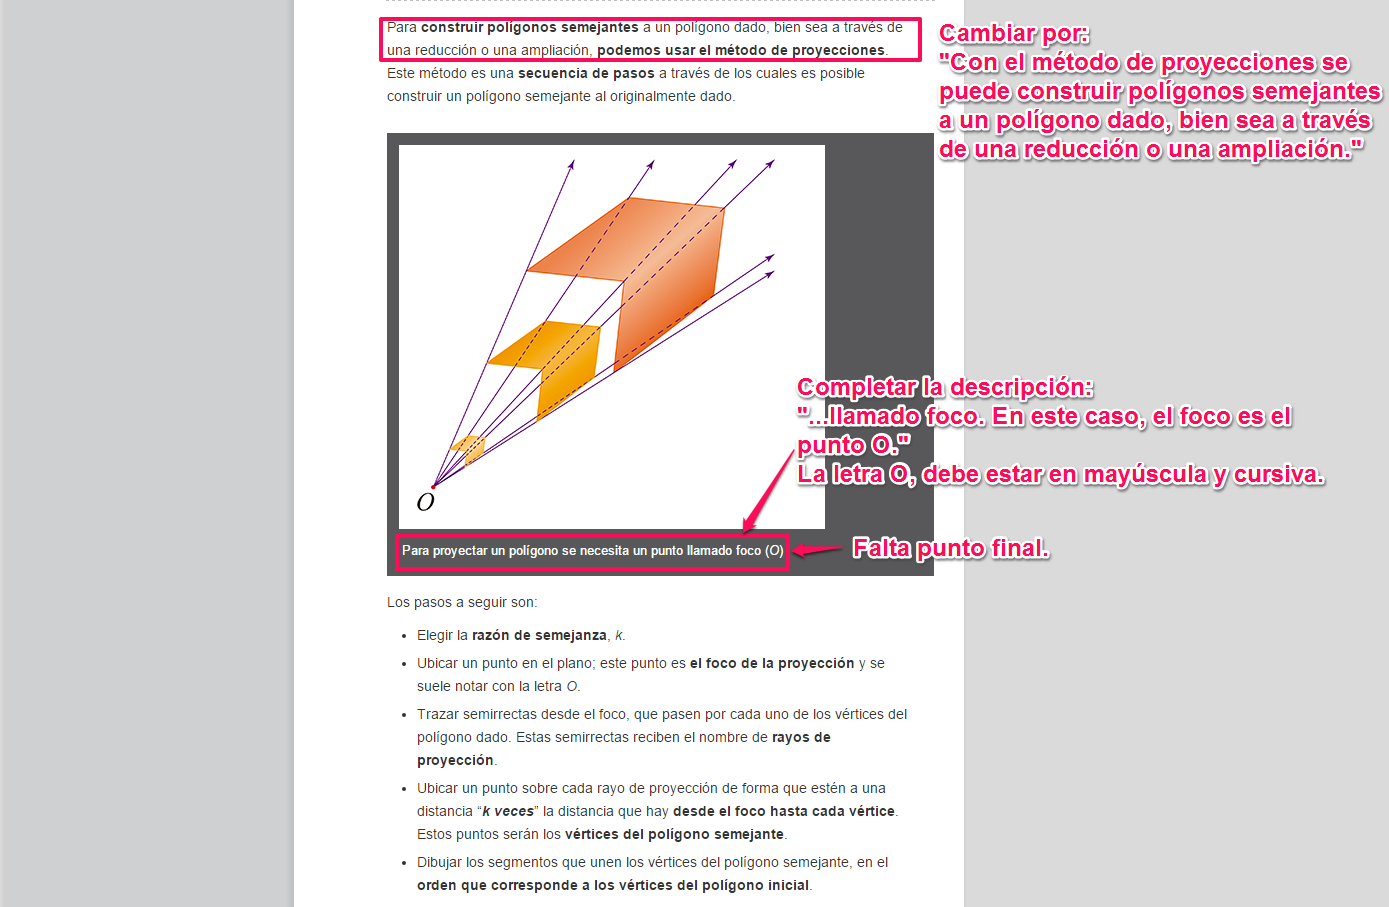 Para construir polígonos semejantes a un polígono dado, bien sea a través de
una reducción o una ampliación, podemos usar el método de proyecciones.
Este método es una secuencia de pasos a través de los cuales es posible
construir un polígono semejante al originalmente dado.
Cambiar por:
"Con el método de proyecciones se
puede construir polígonos semejantes
a un polígono dado, bien sea a través
de una reducción o una ampliación."
O
Completar la descripción:
"...llamado foco. En este caso, el foco es el
punto O."
La letra O, debe estar en mayúscula y cursiva.
Para proyectar un polígono se necesita un punto llamado foco (O)
Falta punto final.
Los pasos a seguir son:
• Elegir la razón de semejanza, k.
• Ubicar un punto en el plano; este punto es el foco de la proyección y se
suele notar con la letra O.
• Trazar semirrectas desde el foco, que pasen por cada uno de los vértices del
polígono dado. Estas semirrectas reciben el nombre de rayos de
proyección.
• Ubicar un punto sobre cada rayo de proyección de forma que estén a una
distancia “k veces” la distancia que hay desde el foco hasta cada vértice.
Estos puntos serán los vértices del polígono semejante.
• Dibujar los segmentos que unen los vértices del polígono semejante, en el
orden que corresponde a los vértices del polígono inicial.